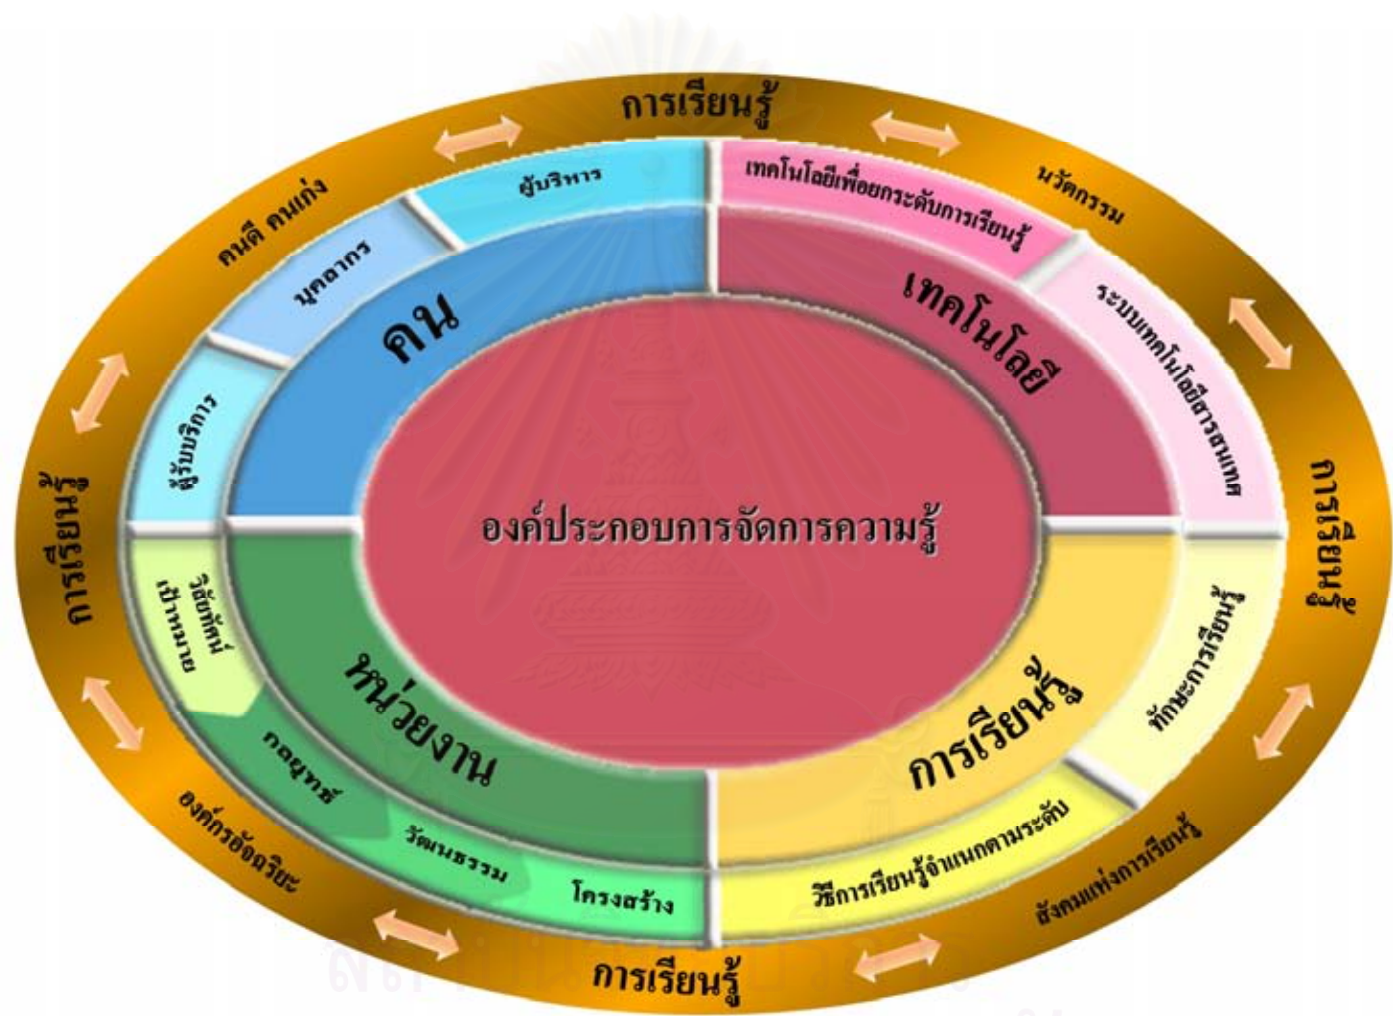 การเรียนรู้
นวัตกรรม
การเรียนรู้
สังคมแห่งการเรียนรู้
การเรียนรู้
องค์กรอัจฉริยะ
การเรียนรู้
คนดี คนเก่ง
ผู้บริหาร
บุคลากร
ผู้รับบริการ
คน
เทคโนโลยีเพื่อยกระดับการเรียนรู้
ระบบเทคโนโลยีสารสนเทศ
เทคโนโลยี
องค์ประกอบการจัดการความรู้
วิสัยทัศน์
เป้าหมาย
กลยุทธ์
วัฒนธรรม
โครงสร้าง
หน่วยงาน
ทักษะการเรียนรู้
วิธีการเรียนรู้จำแนกตามระดับ
การเรียนรู้